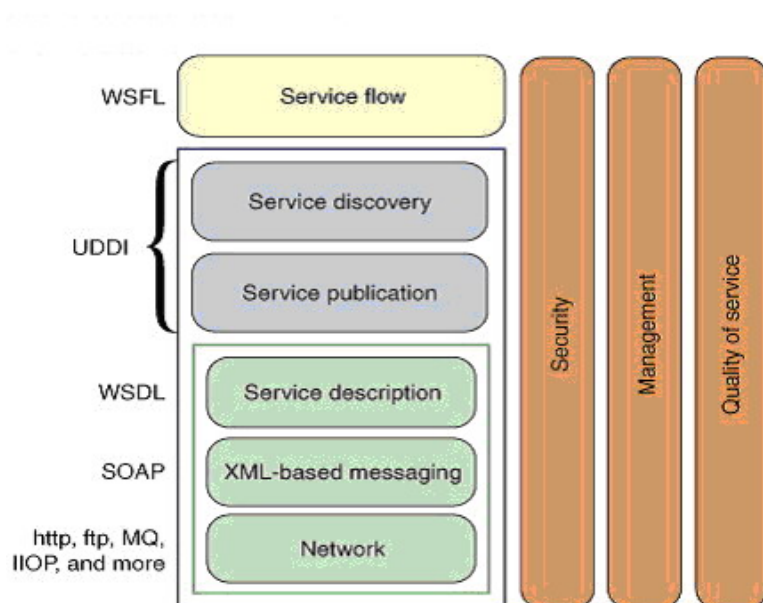 WSFL
Service flow
UDDI
Service discovery
Service publication
WSDL
Service description
SOAP
XML-based messaging
http, ftp, MQ,
IIOP, and more
Network
Security
Management
Quality of service